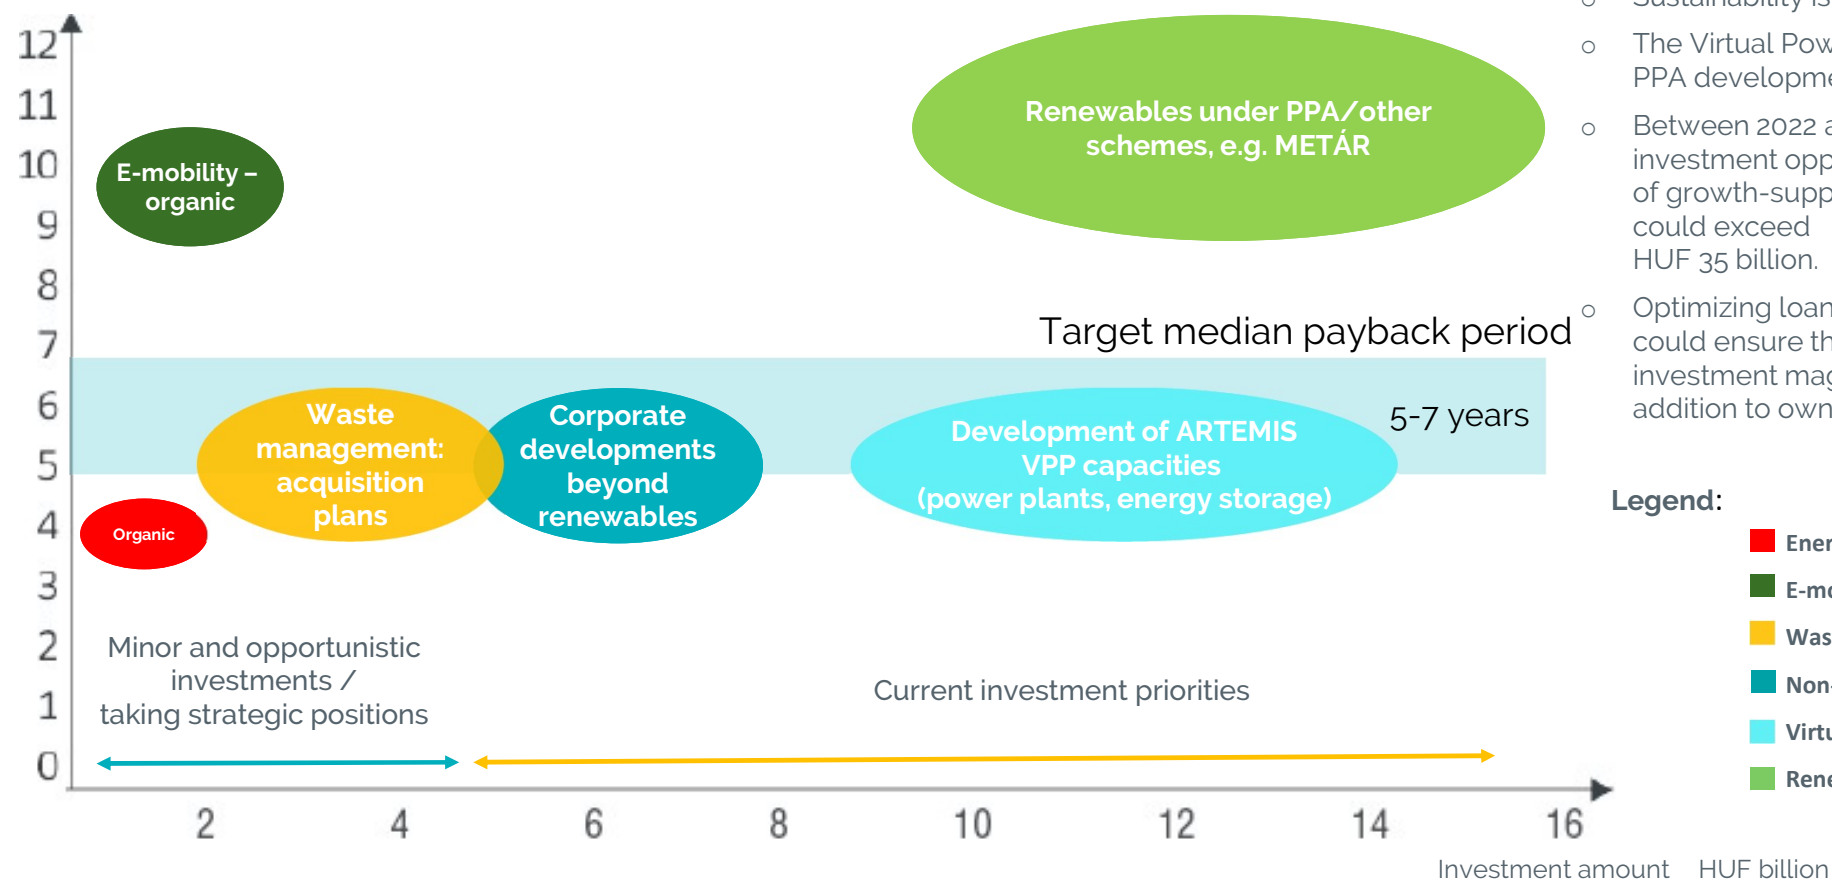 12
11
10
9
8
7
6
5
4
3
2
1
0
E-mobility –
organic
Renewables under PPA/other
schemes, e.g. METÁR
Target median payback period
5-7 years
Waste
management:
acquisition
plans
Corporate
developments
beyond
renewables
Development of ARTEMIS
VPP capacities
(power plants, energy storage)
Organic
Minor and opportunistic
investments /
taking strategic positions
Current investment priorities
2 4 6 8 10 12 14 16
Investment amount HUF billion
Sustainability is
The Virtual Pow
PPA developme
Between 2022 a
investment opp
of growth-supp
could exceed
HUF 35 billion.
Optimizing loan
could ensure th
investment mag
addition to own
Legend:
Ener
E-mo
Was
Non-
Virtu
Rene